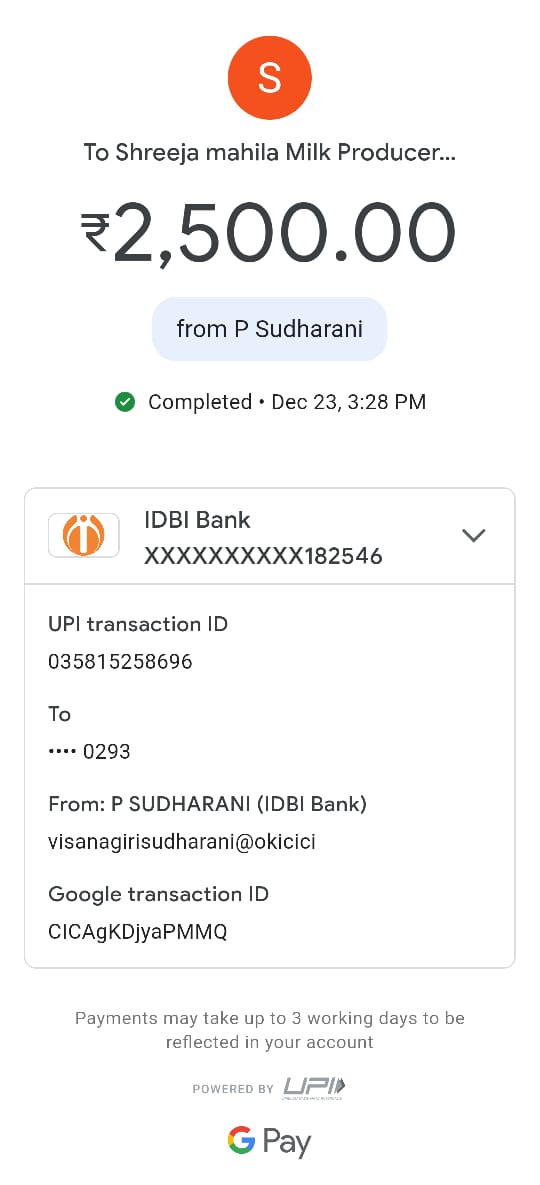 S
To Shreeja mahila Milk Producer...
₹2,500.00
from P Sudharani
Completed • Dec 23, 3:28 PM
IDBI Bank
XXXXXXXXXX182546
UPI transaction ID
035815258696
To
•••• 0293
From: P SUDHARANI (IDBI Bank)
visanagirisudharani@okicici
Google transaction ID
CICAgKDjyaPMMQ
Payments may take up to 3 working days to be
reflected in your account
POWERED BY UPI
G Pay